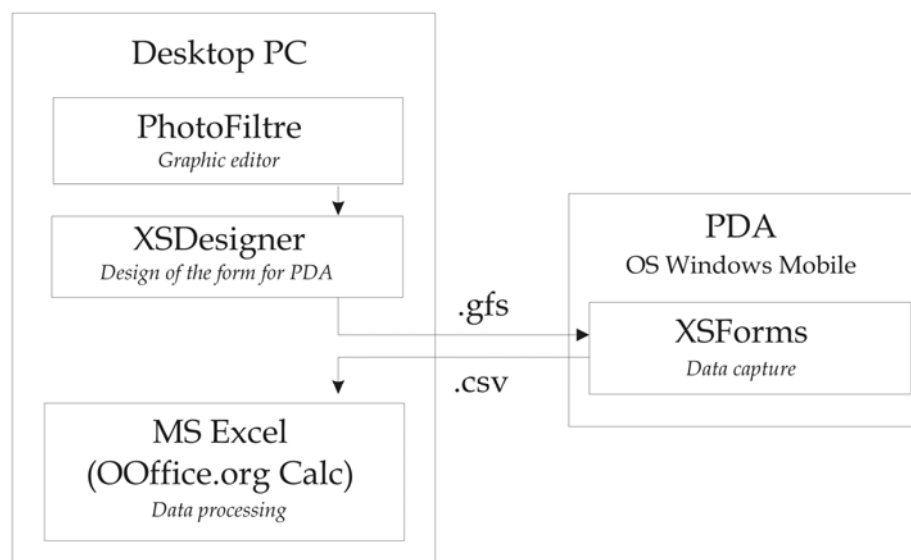 Desktop PC
PhotoFiltre
Graphic editor
XSDesigner
Design of the form for PDA
.gfs
PDA
OS Windows Mobile
XSForms
Data capture
.csv
MS Excel
(OOffice.org Calc)
Data processing